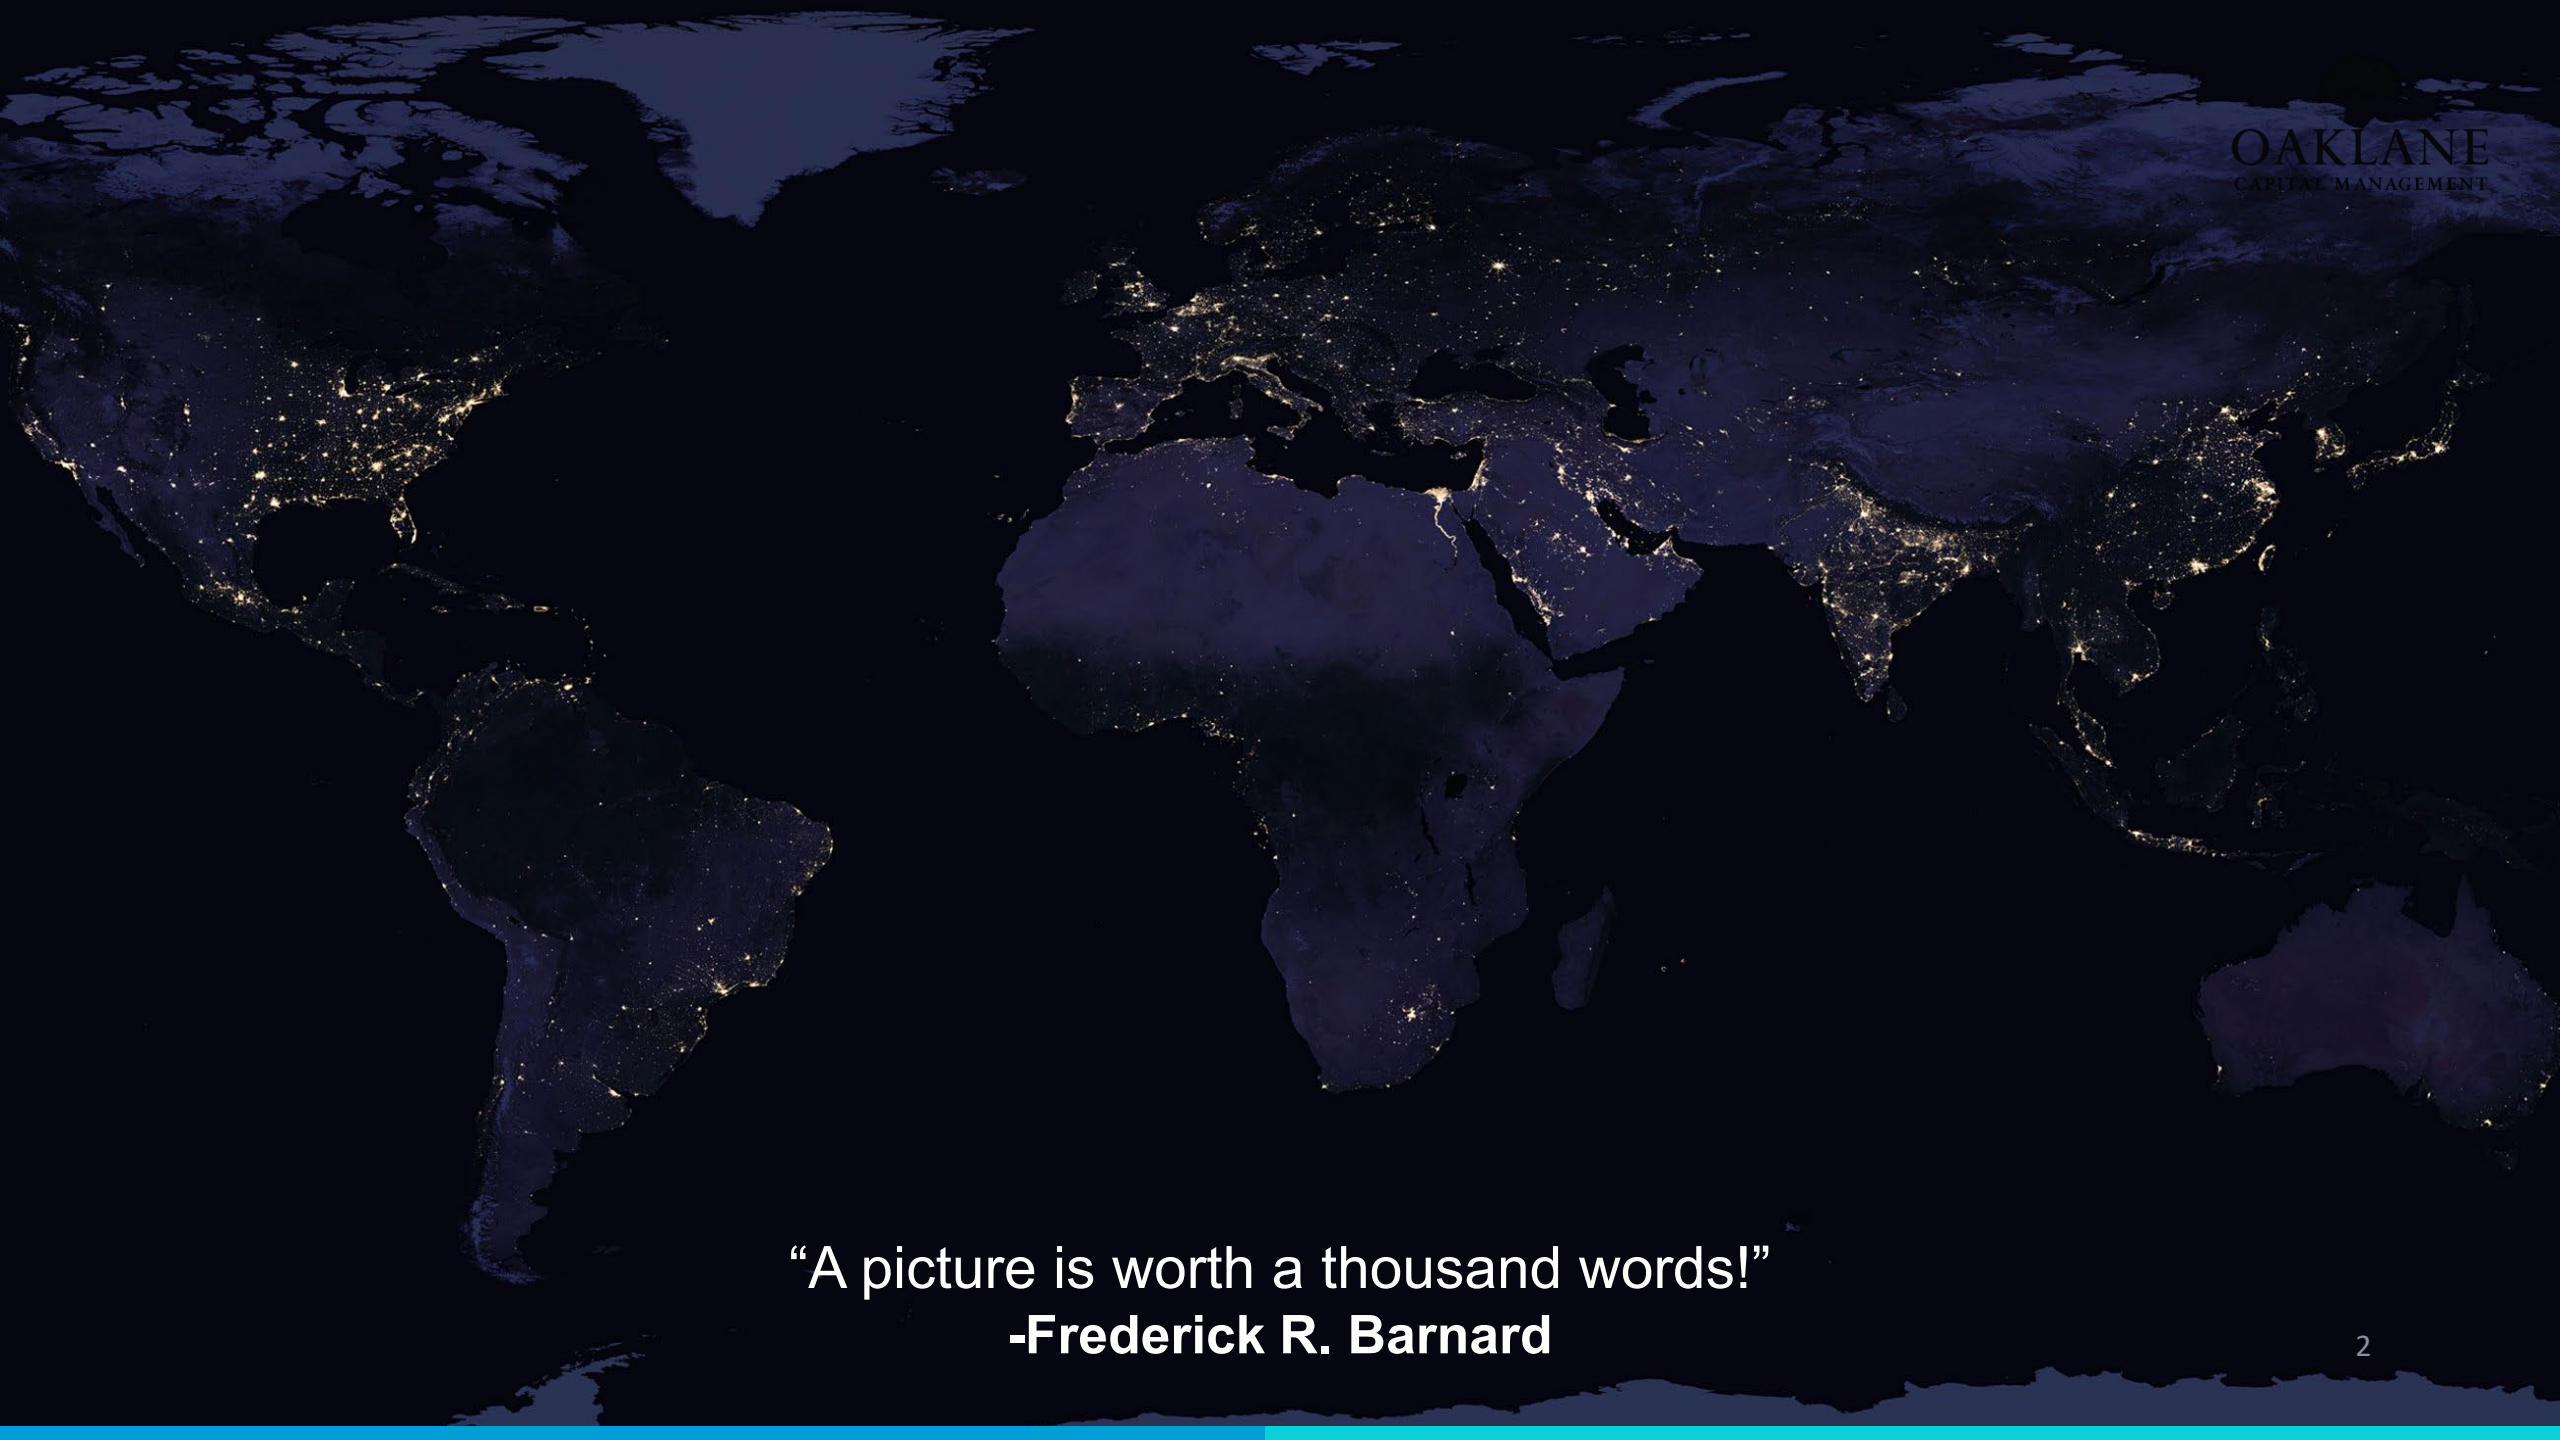 OAKLANE
CAPITAL MANAGEMENT
“A picture is worth a thousand words!”
-Frederick R. Barnard
2